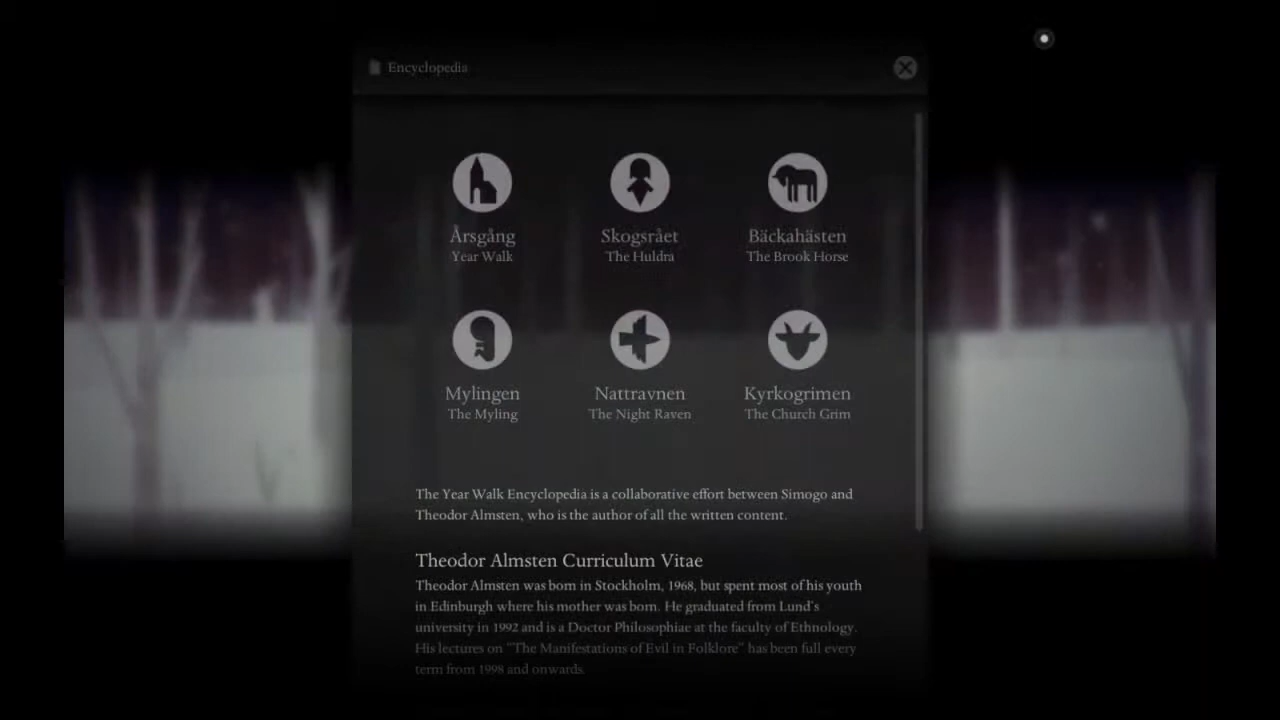 Encyclopedia
Årsgång
Year Walk
Skogsrået
The Huldra
Bäckahästen
The Brook Horse
Mylingen
The Myling
Nattravnen
The Night Raven
Kyrkogrimen
The Church Grim
The Year Walk Encyclopedia is a collaborative effort between Simogo and
Theodor Almsten, who is the author of all the written content.
Theodor Almsten Curriculum Vitae
Theodor Almsten was born in Stockholm, 1968, but spent most of his youth
in Edinburgh where his mother was born. He graduated from Lund's
university in 1992 and is a Doctor Philosophiae at the faculty of Ethnology.
His lectures on "The Manifestations of Evil in Folklore" has been full every
term from 1998 and onwards.